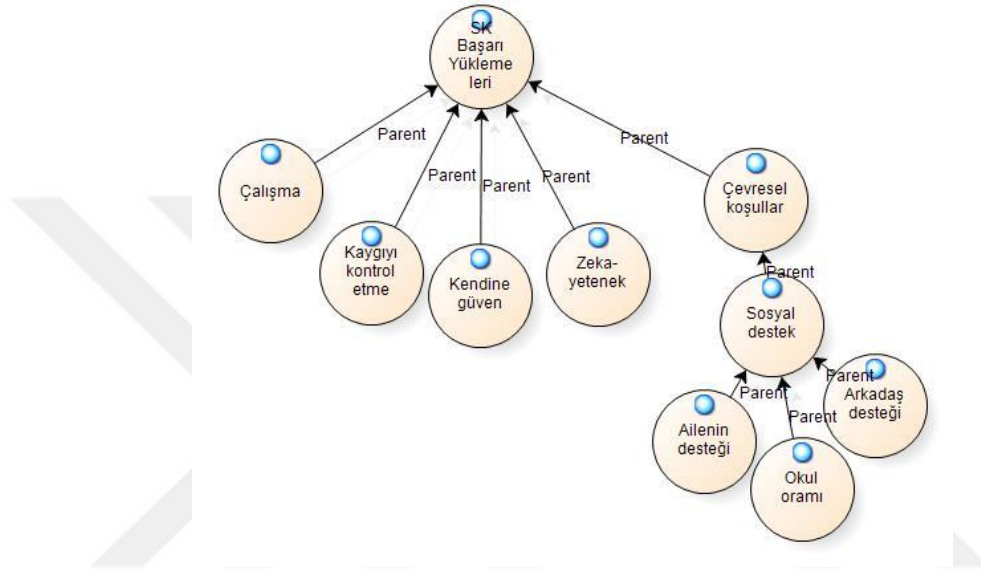 SK
Başarı
Yükleme
leri
Parent
Çalışma
Parent
Parent
Parent
Parent
Çevresel
koşullar
Kaygıyı
kontrol
etme
Kendine
güven
Zeka-
yetenek
Parent
Sosyal
destek
Parent
Parent
Parent
Arkadaş
desteği
Ailenin
desteği
Okul
oramı